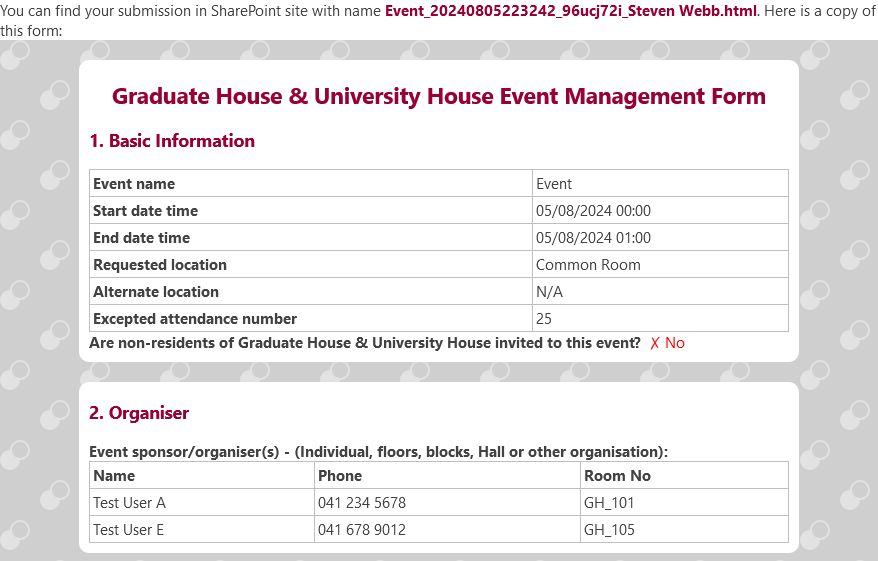 You can find your submission in SharePoint site with name Event_20240805223242_96ucj72i_Steven Webb.html. Here is a copy of
this form:
Graduate House & University House Event Management Form
1. Basic Information
Event name Event
Start date time 05/08/2024 00:00
End date time 05/08/2024 01:00
Requested location Common Room
Alternate location N/A
Excepted attendance number 25
Are non-residents of Graduate House & University House invited to this event? ✗ No
2. Organiser
Event sponsor/organiser(s) - (Individual, floors, blocks, Hall or other organisation):
Name Phone Room No
Test User A 041 234 5678 GH_101
Test User E 041 678 9012 GH_105